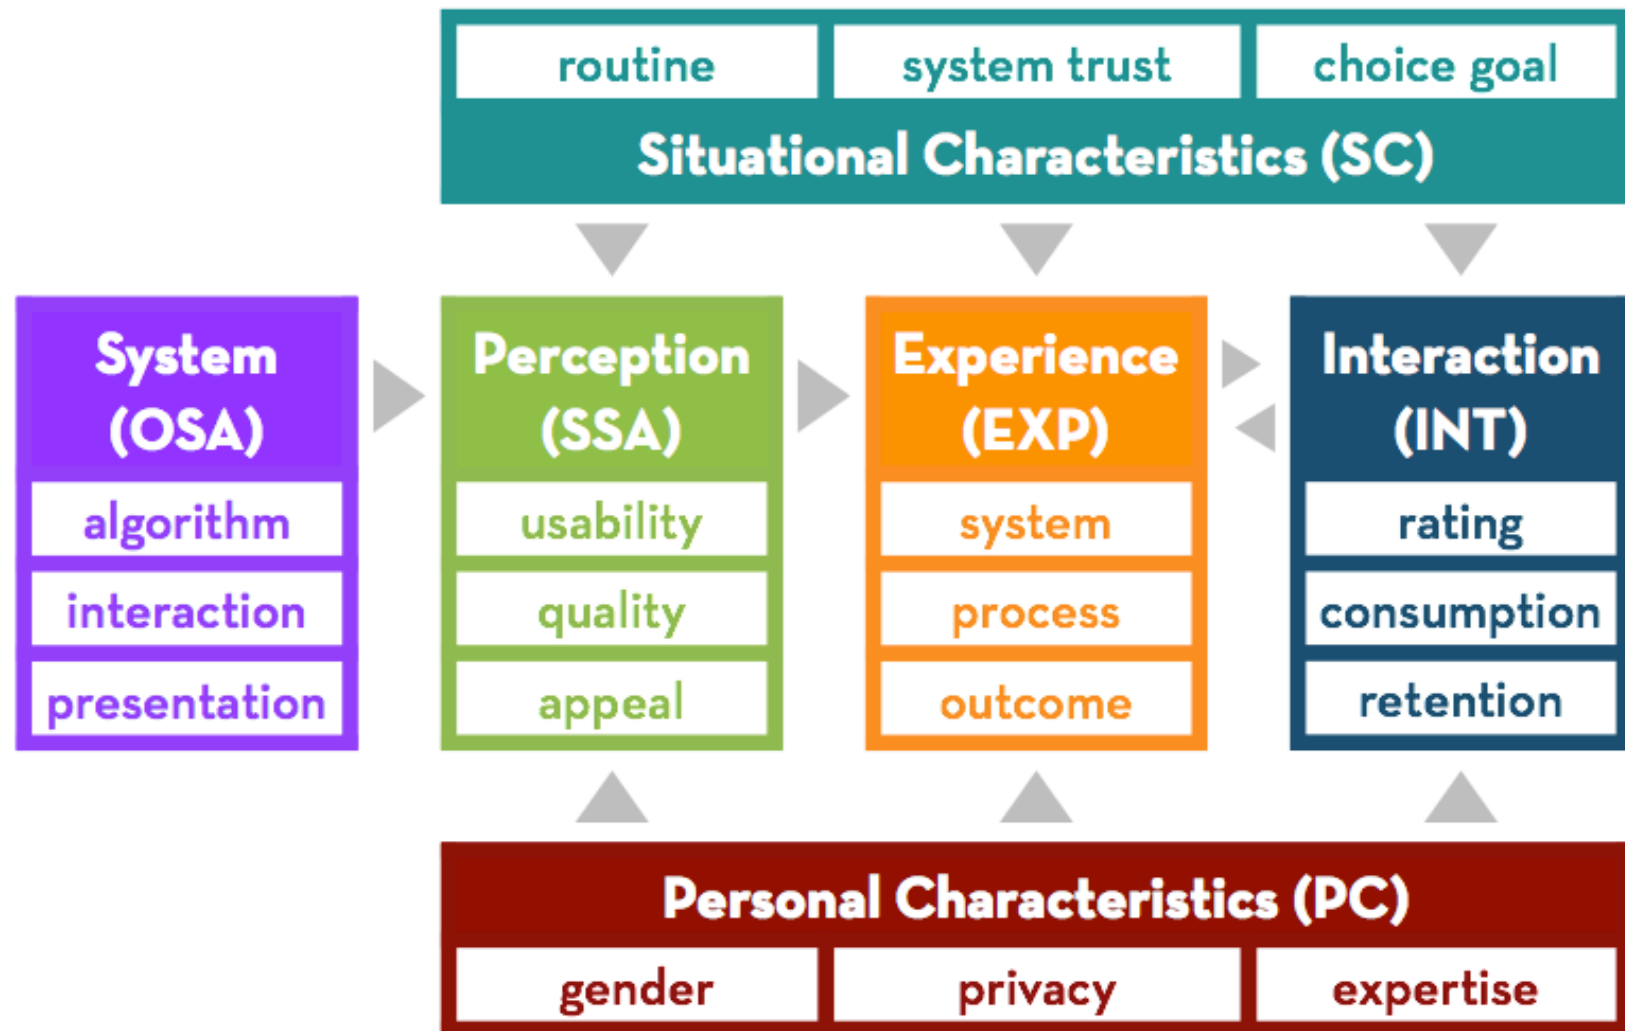 routine
system trust
choice goal
Situational Characteristics (SC)
System
(OSA)
algorithm
interaction
presentation
Perception
(SSA)
usability
quality
appeal
Experience
(EXP)
system
process
outcome
Interaction
(INT)
rating
consumption
retention
Personal Characteristics (PC)
gender
privacy
expertise